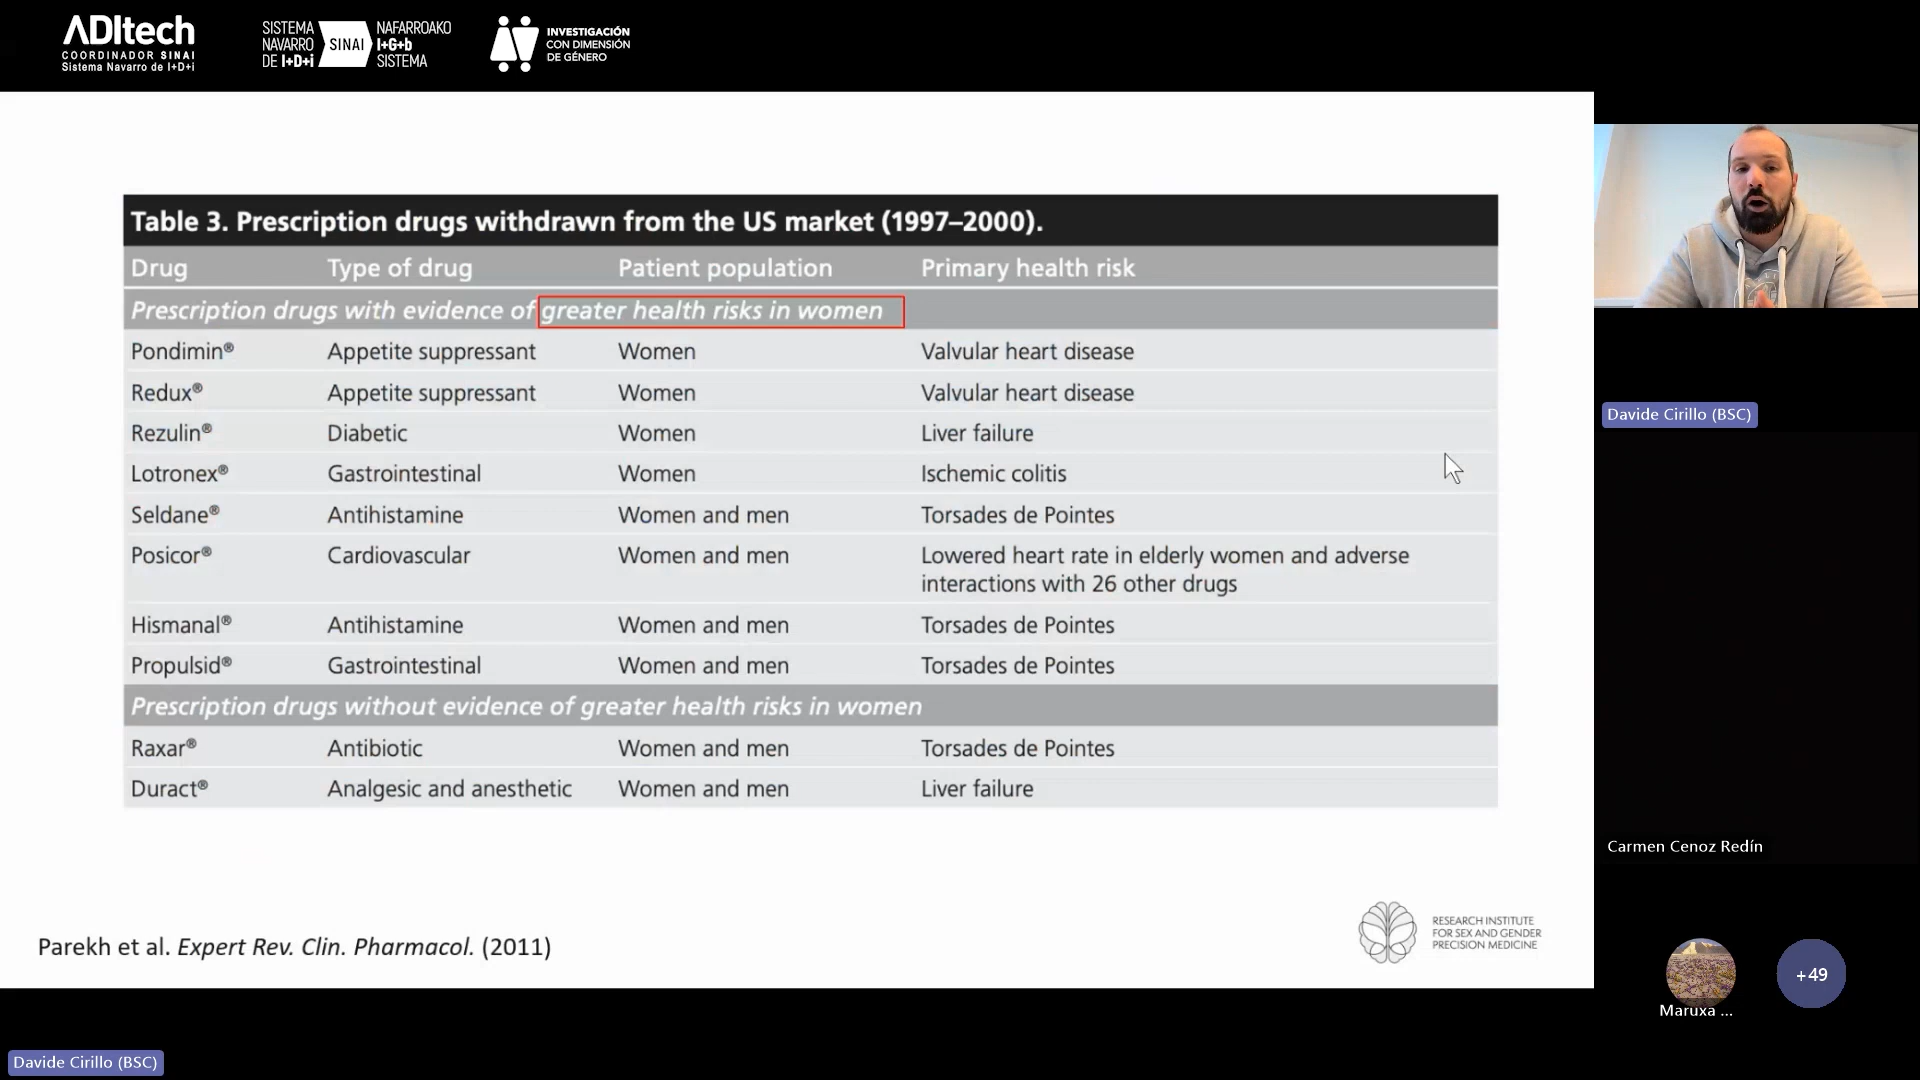 ADItech
COORDINADOR SINAI
Sistema Navarro de I+D+i
SISTEMA
NAVARRO
DE I+D+i
SINAI
NAFARROAKO
I+G+b
SISTEMA
INVESTIGACIÓN
CON DIMENSIÓN
DE GÉNERO
Table 3. Prescription drugs withdrawn from the US market (1997–2000).
Drug Type of drug Patient population Primary health risk
Prescription drugs with evidence of greater health risks in women
Pondimin® Appetite suppressant Women Valvular heart disease
Redux® Appetite suppressant Women Valvular heart disease
Rezulin® Diabetic Women Liver failure
Lotronex® Gastrointestinal Women Ischemic colitis
Seldane® Antihistamine Women and men Torsades de Pointes
Posicor® Cardiovascular Women and men Lowered heart rate in elderly women and adverse
interactions with 26 other drugs
Hismanal® Antihistamine Women and men Torsades de Pointes
Propulsid® Gastrointestinal Women and men Torsades de Pointes
Prescription drugs without evidence of greater health risks in women
Raxar® Antibiotic Women and men Torsades de Pointes
Duract® Analgesic and anesthetic Women and men Liver failure
Parekh et al. Expert Rev. Clin. Pharmacol. (2011)
RESEARCH INSTITUTE
FOR SEX AND GENDER
PRECISION MEDICINE
Davide Cirillo (BSC)
Carmen Cenoz Redín
Maruxa ...
+49
Davide Cirillo (BSC)